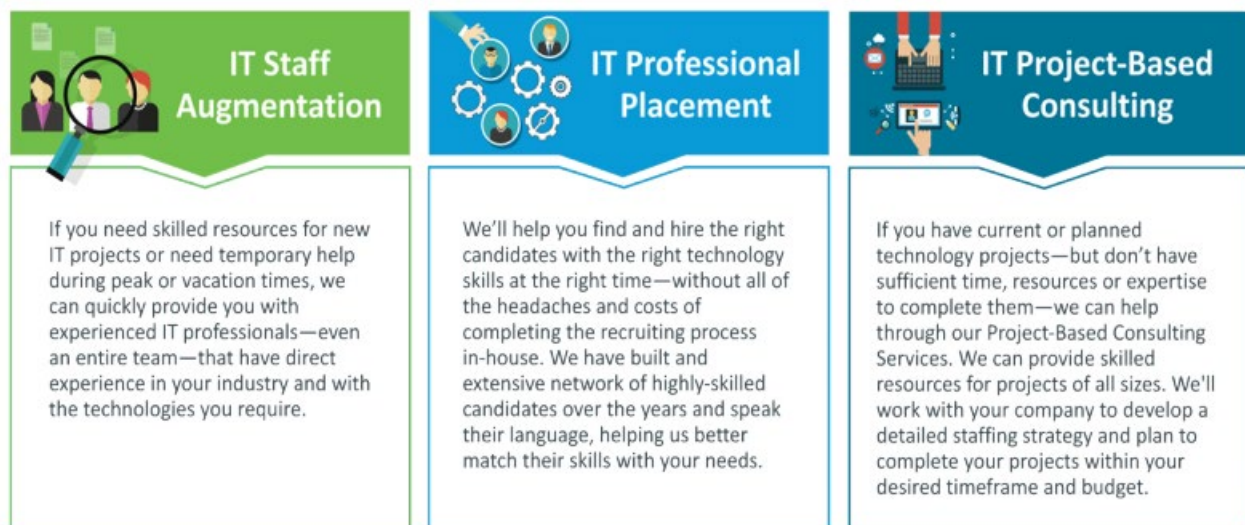 IT Staff
Augmentation
If you need skilled resources for new
IT projects or need temporary help
during peak or vacation times, we
can quickly provide you with
experienced IT professionals—even
an entire team—that have direct
experience in your industry and with
the technologies you require.
IT Professional
Placement
We’ll help you find and hire the right
candidates with the right technology
skills at the right time—without all of
the headaches and costs of
completing the recruiting process
in-house. We have built and
extensive network of highly-skilled
candidates over the years and speak
their language, helping us better
match their skills with your needs.
IT Project-Based
Consulting
If you have current or planned
technology projects—but don’t have
sufficient time, resources or expertise
to complete them—we can help
through our Project-Based Consulting
Services. We can provide skilled
resources for projects of all sizes. We'll
work with your company to develop a
detailed staffing strategy and plan to
complete your projects within your
desired timeframe and budget.